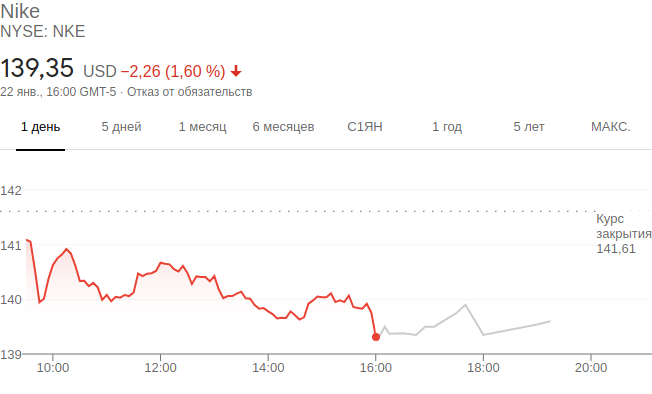 Nike
NYSE: NKE
139,35 USD −2,26 (1,60 %)
22 янв., 16:00 GMT-5 · Отказ от обязательств
1 день 5 дней 1 месяц 6 месяцев С1ЯН 1 год 5 лет МАКС.
142
Курс
закрытия
141,61
141
140
139
10:00 12:00 14:00 16:00 18:00 20:00